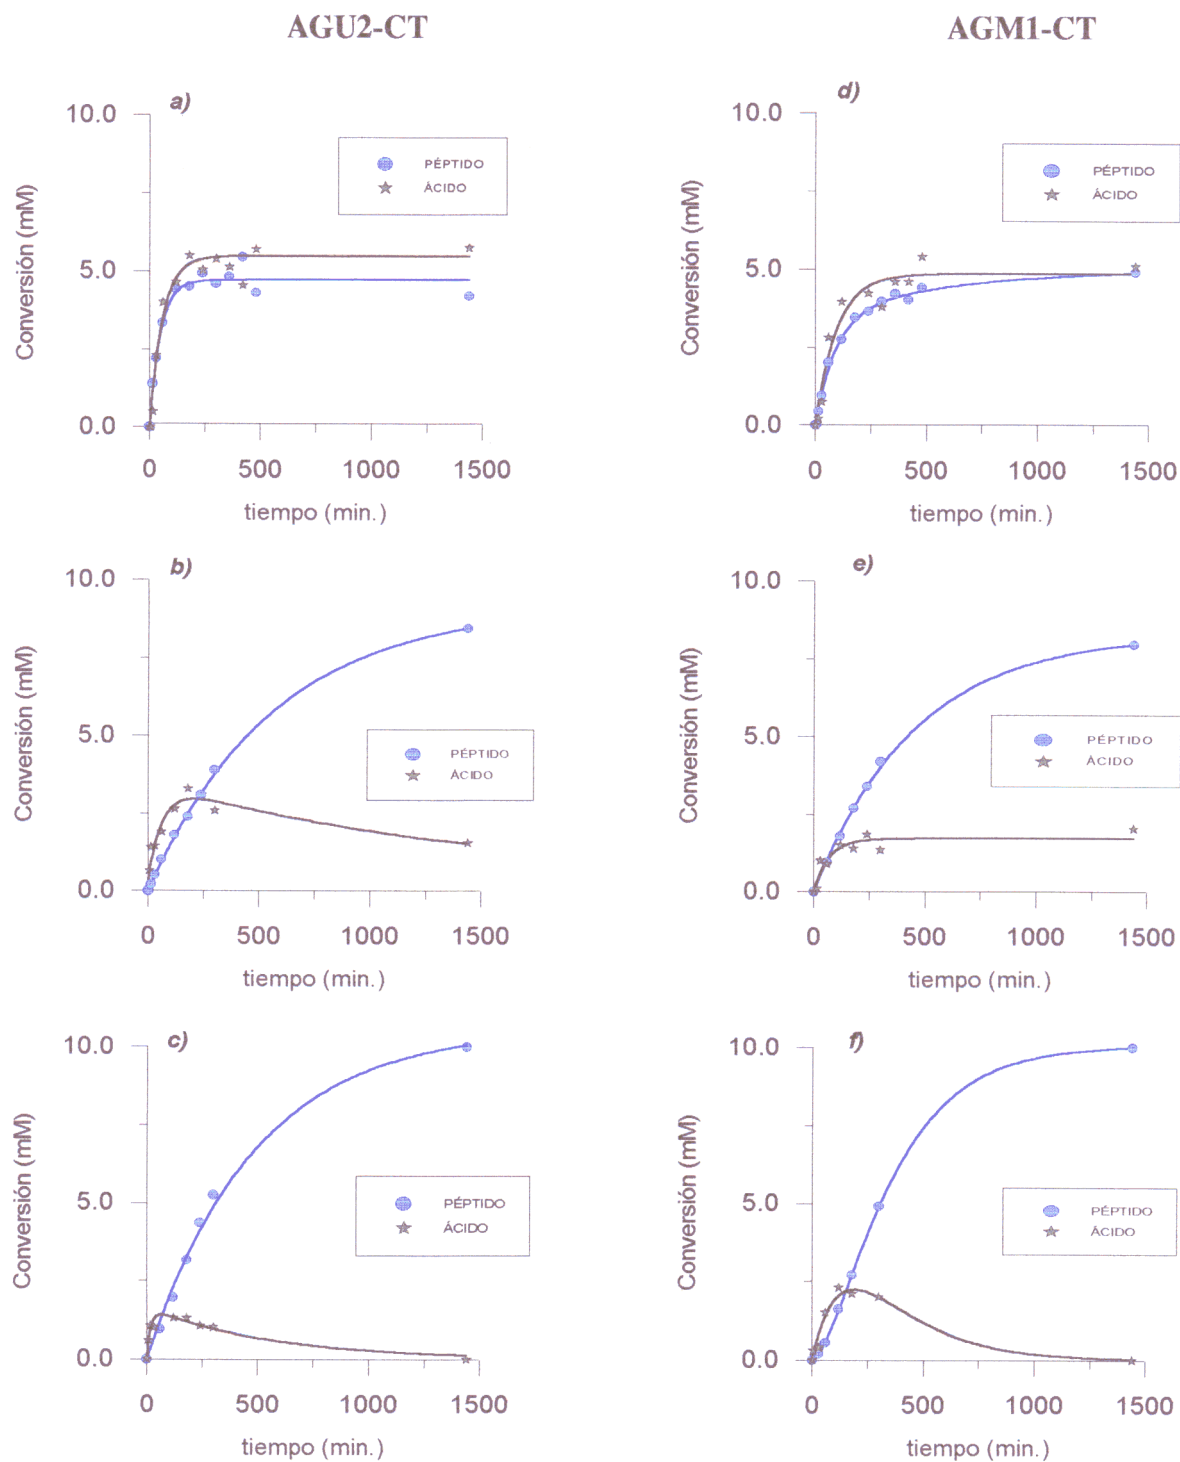 AGU2-CT
AGM1-CT
a)
10.0
5.0
0.0
Conversión (mM)
PÉPTIDO
ÁCIDO
0 500 1000 1500
tiempo (min.)
d)
10.0
5.0
0.0
Conversión (mM)
PÉPTIDO
ÁCIDO
0 500 1000 1500
tiempo (min.)
b)
10.0
5.0
0.0
Conversión (mM)
PÉPTIDO
ÁCIDO
0 500 1000 1500
tiempo (min.)
e)
10.0
5.0
0.0
Conversión (mM)
PÉPTIDO
ÁCIDO
0 500 1000 1500
tiempo (min.)
c)
10.0
5.0
0.0
Conversión (mM)
PÉPTIDO
ÁCIDO
0 500 1000 1500
tiempo (min.)
f)
10.0
5.0
0.0
Conversión (mM)
PÉPTIDO
ÁCIDO
0 500 1000 1500
tiempo (min.)